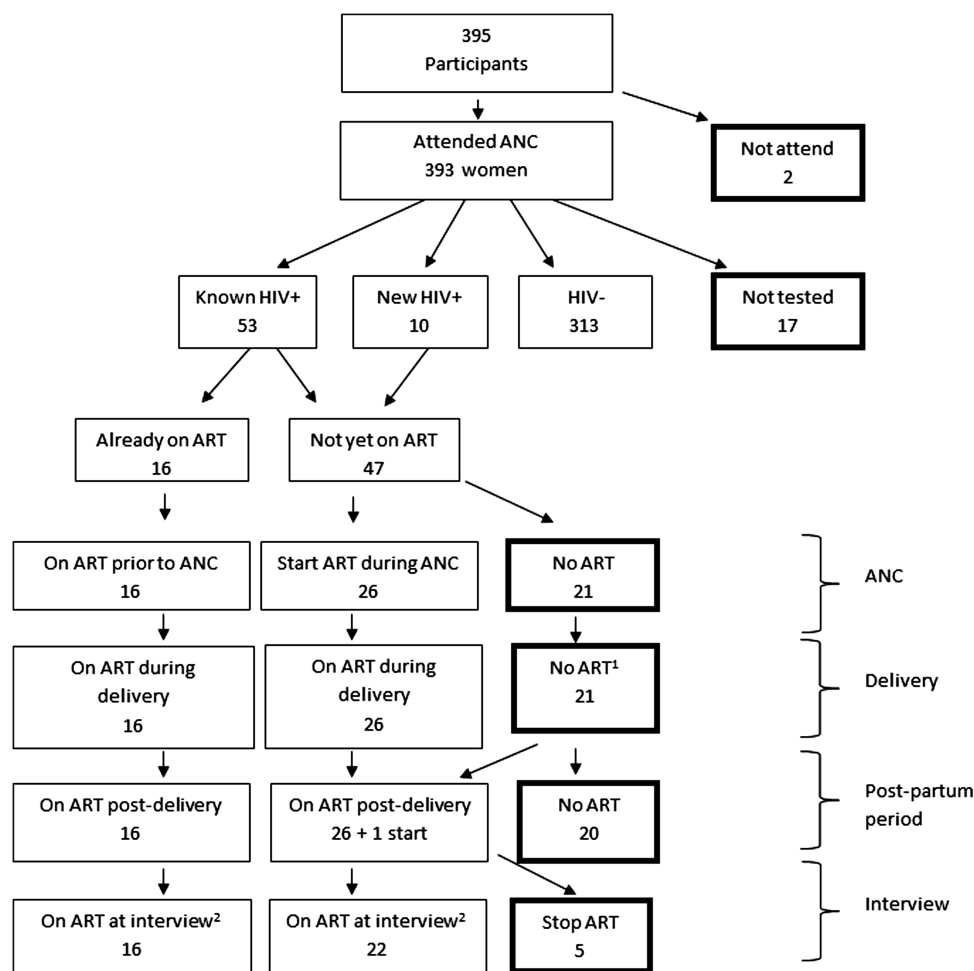 395
Participants
Attended ANC
393 women
Not attend
2
Known HIV+
53
New HIV+
10
HIV-
313
Not tested
17
Already on ART
16
Not yet on ART
47
On ART prior to ANC
16
Start ART during ANC
26
No ART
21
ANC
On ART during
delivery
16
On ART during
delivery
26
No ART¹
21
Delivery
On ART post-delivery
16
On ART post-delivery
26 + 1 start
No ART
20
Post-partum
period
On ART at interview²
16
On ART at interview²
22
Stop ART
5
Interview